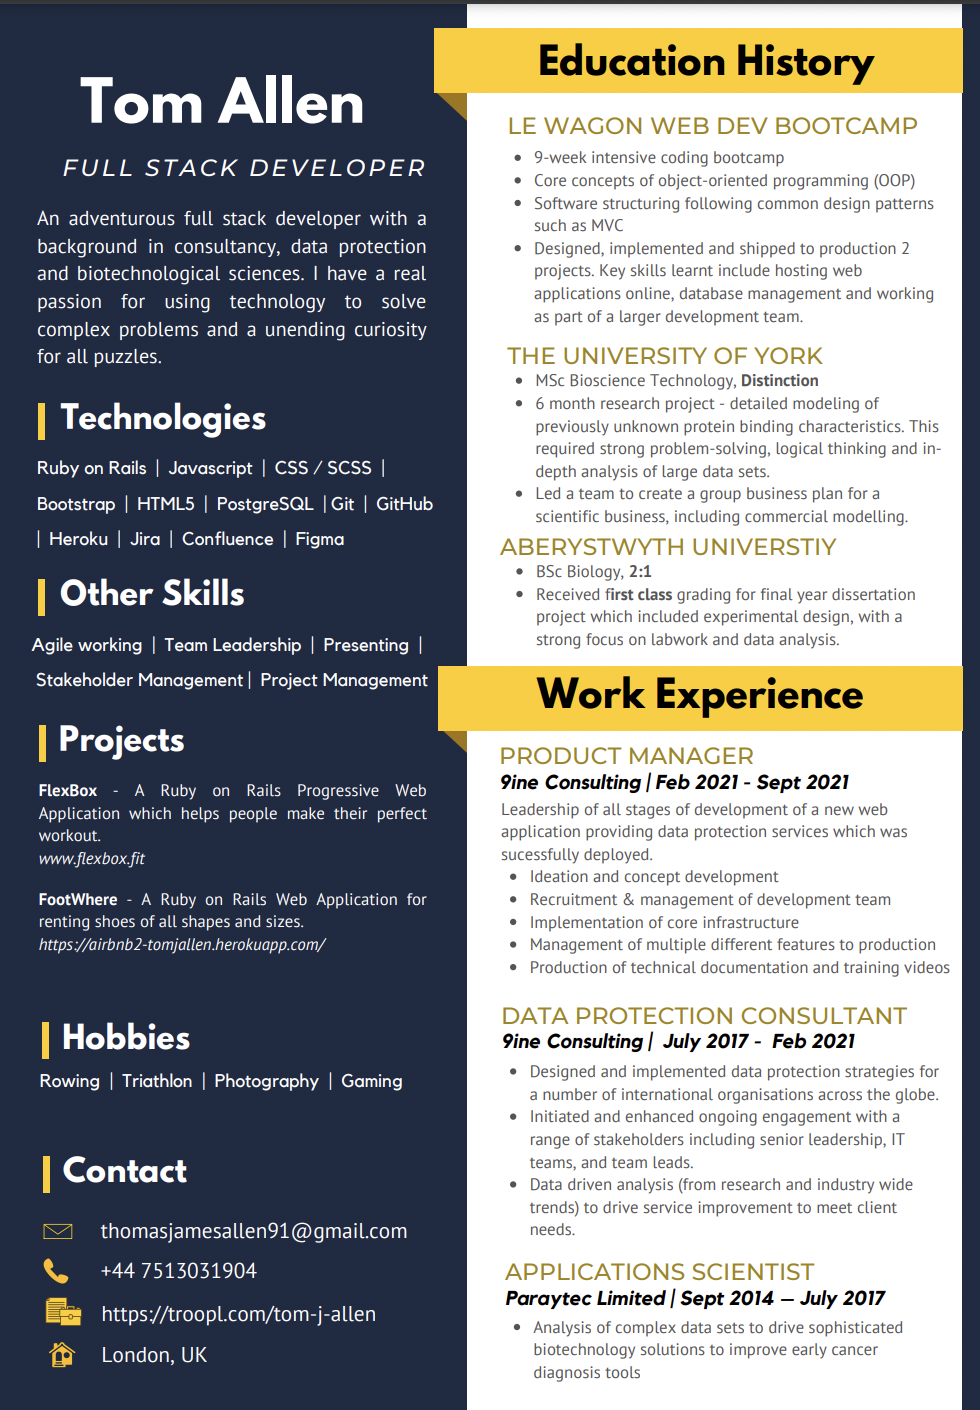 Tom Allen
FULL STACK DEVELOPER
An adventurous full stack developer with a
background in consultancy, data protection
and biotechnological sciences. I have a real
passion for using technology to solve
complex problems and a unending curiosity
for all puzzles.
Technologies
Ruby on Rails | Javascript | CSS / SCSS |
Bootstrap | HTML5 | PostgreSQL | Git | GitHub
| Heroku | Jira | Confluence | Figma
Other Skills
Agile working | Team Leadership | Presenting |
Stakeholder Management | Project Management
Projects
FlexBox - A Ruby on Rails Progressive Web
Application which helps people make their perfect
workout.
www.flexbox.fit
FootWhere - A Ruby on Rails Web Application for
renting shoes of all shapes and sizes.
https://airbnb2-tomjallen.herokuapp.com/
Hobbies
Rowing | Triathlon | Photography | Gaming
Contact
thomasjamesallen91@gmail.com
+44 7513031904
https://troopl.com/tom-j-allen
London, UK
Education History
LE WAGON WEB DEV BOOTCAMP
• 9-week intensive coding bootcamp
• Core concepts of object-oriented programming (OOP)
• Software structuring following common design patterns
such as MVC
• Designed, implemented and shipped to production 2
projects. Key skills learnt include hosting web
applications online, database management and working
as part of a larger development team.
THE UNIVERSITY OF YORK
• MSc Bioscience Technology, Distinction
• 6 month research project - detailed modeling of
previously unknown protein binding characteristics. This
required strong problem-solving, logical thinking and in-
depth analysis of large data sets.
• Led a team to create a group business plan for a
scientific business, including commercial modelling.
ABERYSTWYTH UNIVERSTIY
• BSc Biology, 2:1
• Received first class grading for final year dissertation
project which included experimental design, with a
strong focus on labwork and data analysis.
Work Experience
PRODUCT MANAGER
9ine Consulting | Feb 2021 - Sept 2021
Leadership of all stages of development of a new web
application providing data protection services which was
sucessfully deployed.
• Ideation and concept development
• Recruitment & management of development team
• Implementation of core infrastructure
• Management of multiple different features to production
• Production of technical documentation and training videos
DATA PROTECTION CONSULTANT
9ine Consulting | July 2017 - Feb 2021
• Designed and implemented data protection strategies for
a number of international organisations across the globe.
• Initiated and enhanced ongoing engagement with a
range of stakeholders including senior leadership, IT
teams, and team leads.
• Data driven analysis (from research and industry wide
trends) to drive service improvement to meet client
needs.
APPLICATIONS SCIENTIST
Paraytec Limited | Sept 2014 – July 2017
• Analysis of complex data sets to drive sophisticated
biotechnology solutions to improve early cancer
diagnosis tools